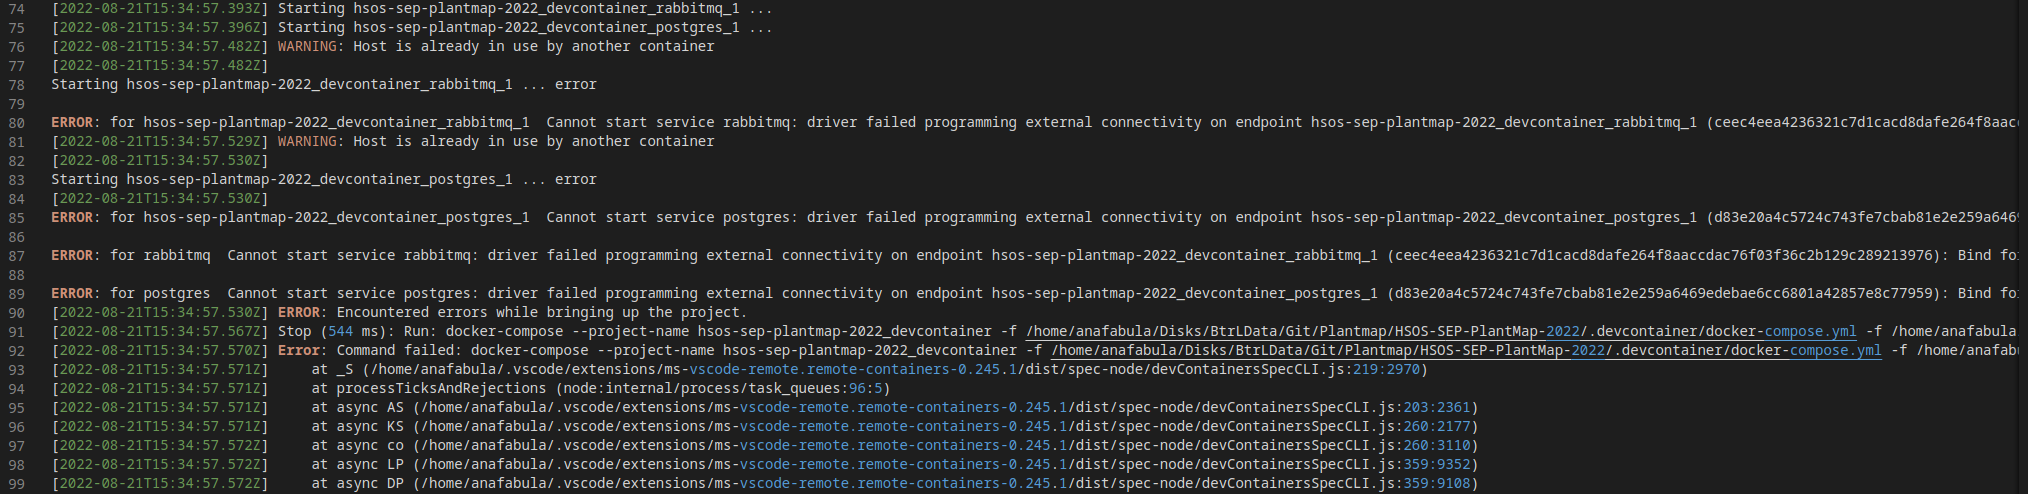 74 [2022-08-21T15:34:57.393Z] Starting hsos-sep-plantmap-2022_devcontainer_rabbitmq_1 ...
75 [2022-08-21T15:34:57.396Z] Starting hsos-sep-plantmap-2022_devcontainer_postgres_1 ...
76 [2022-08-21T15:34:57.482Z] WARNING: Host is already in use by another container
77 [2022-08-21T15:34:57.482Z]
78 Starting hsos-sep-plantmap-2022_devcontainer_rabbitmq_1 ... error
79
80 ERROR: for hsos-sep-plantmap-2022_devcontainer_rabbitmq_1  Cannot start service rabbitmq: driver failed programming external connectivity on endpoint hsos-sep-plantmap-2022_devcontainer_rabbitmq_1 (ceec4eea4236321c7d1cacd8dafe264f8aac
81 [2022-08-21T15:34:57.529Z] WARNING: Host is already in use by another container
82 [2022-08-21T15:34:57.530Z]
83 Starting hsos-sep-plantmap-2022_devcontainer_postgres_1 ... error
84 [2022-08-21T15:34:57.530Z]
85 ERROR: for hsos-sep-plantmap-2022_devcontainer_postgres_1  Cannot start service postgres: driver failed programming external connectivity on endpoint hsos-sep-plantmap-2022_devcontainer_postgres_1 (d83e20a4c5724c743fe7cbab81e2e259a646
86
87 ERROR: for rabbitmq  Cannot start service rabbitmq: driver failed programming external connectivity on endpoint hsos-sep-plantmap-2022_devcontainer_rabbitmq_1 (ceec4eea4236321c7d1cacd8dafe264f8aaccdac76f03f36c2b129c289213976): Bind fo
88
89 ERROR: for postgres  Cannot start service postgres: driver failed programming external connectivity on endpoint hsos-sep-plantmap-2022_devcontainer_postgres_1 (d83e20a4c5724c743fe7cbab81e2e259a6469edebae6cc6801a42857e8c77959): Bind fo
90 [2022-08-21T15:34:57.530Z] ERROR: Encountered errors while bringing up the project.
91 [2022-08-21T15:34:57.567Z] Stop (544 ms): Run: docker-compose --project-name hsos-sep-plantmap-2022_devcontainer -f /home/anafabula/Disks/BtrLData/Git/Plantmap/HSOS-SEP-PlantMap-2022/.devcontainer/docker-compose.yml -f /home/anafabula
92 [2022-08-21T15:34:57.570Z] Error: Command failed: docker-compose --project-name hsos-sep-plantmap-2022_devcontainer -f /home/anafabula/Disks/BtrLData/Git/Plantmap/HSOS-SEP-PlantMap-2022/.devcontainer/docker-compose.yml -f /home/anafab
93 [2022-08-21T15:34:57.571Z]     at _S (/home/anafabula/.vscode/extensions/ms-vscode-remote.remote-containers-0.245.1/dist/spec-node/devContainersSpecCLI.js:219:2970)
94 [2022-08-21T15:34:57.571Z]     at processTicksAndRejections (node:internal/process/task_queues:96:5)
95 [2022-08-21T15:34:57.571Z]     at async AS (/home/anafabula/.vscode/extensions/ms-vscode-remote.remote-containers-0.245.1/dist/spec-node/devContainersSpecCLI.js:203:2361)
96 [2022-08-21T15:34:57.571Z]     at async KS (/home/anafabula/.vscode/extensions/ms-vscode-remote.remote-containers-0.245.1/dist/spec-node/devContainersSpecCLI.js:260:2177)
97 [2022-08-21T15:34:57.572Z]     at async co (/home/anafabula/.vscode/extensions/ms-vscode-remote.remote-containers-0.245.1/dist/spec-node/devContainersSpecCLI.js:260:3110)
98 [2022-08-21T15:34:57.572Z]     at async LP (/home/anafabula/.vscode/extensions/ms-vscode-remote.remote-containers-0.245.1/dist/spec-node/devContainersSpecCLI.js:359:9352)
99 [2022-08-21T15:34:57.572Z]     at async DP (/home/anafabula/.vscode/extensions/ms-vscode-remote.remote-containers-0.245.1/dist/spec-node/devContainersSpecCLI.js:359:9108)